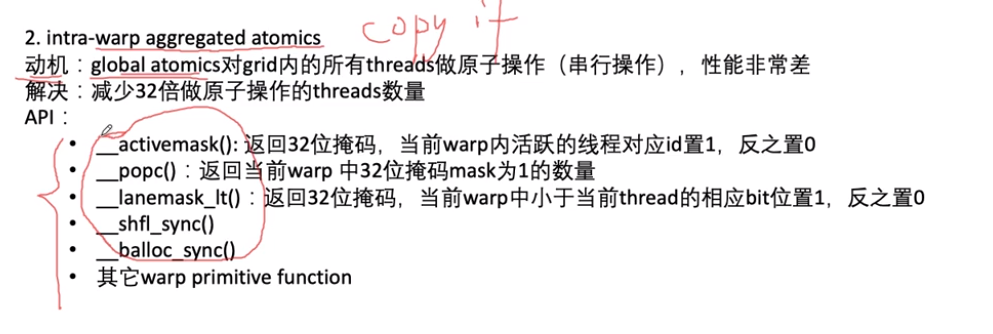 copy if
2. intra-warp aggregated atomics
动机：global atomics对grid内的所有threads做原子操作（串行操作），性能非常差
解决：减少32倍做原子操作的threads数量
API：
• __activemask(): 返回32位掩码，当前warp内活跃的线程对应id置1，反之置0
• __popc()：返回当前warp 中32位掩码mask为1的数量
• __lanemask_lt()：返回32位掩码，当前warp中小于当前thread的相应bit位置1，反之置0
• __shfl_sync()
• __balloc_sync()
• 其它warp primitive function